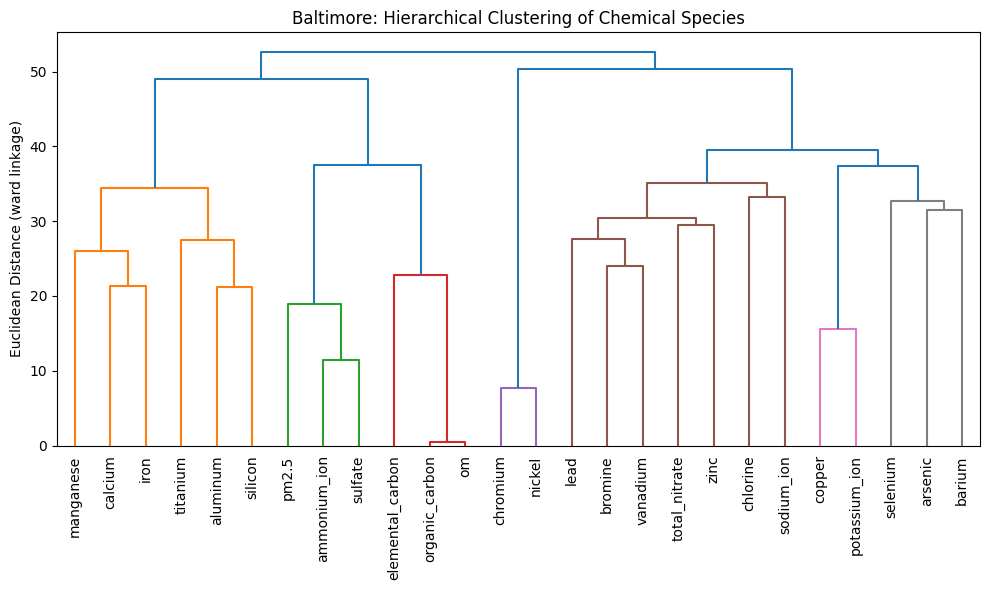 Baltimore: Hierarchical Clustering of Chemical Species
Euclidean Distance (ward linkage)
50
40
30
20
10
0
manganese
calcium
iron
titanium
aluminum
silicon
pm2.5
ammonium_ion
sulfate
elemental_carbon
organic_carbon
om
chromium
nickel
lead
bromine
vanadium
total_nitrate
zinc
chlorine
sodium_ion
copper
potassium_ion
selenium
arsenic
barium